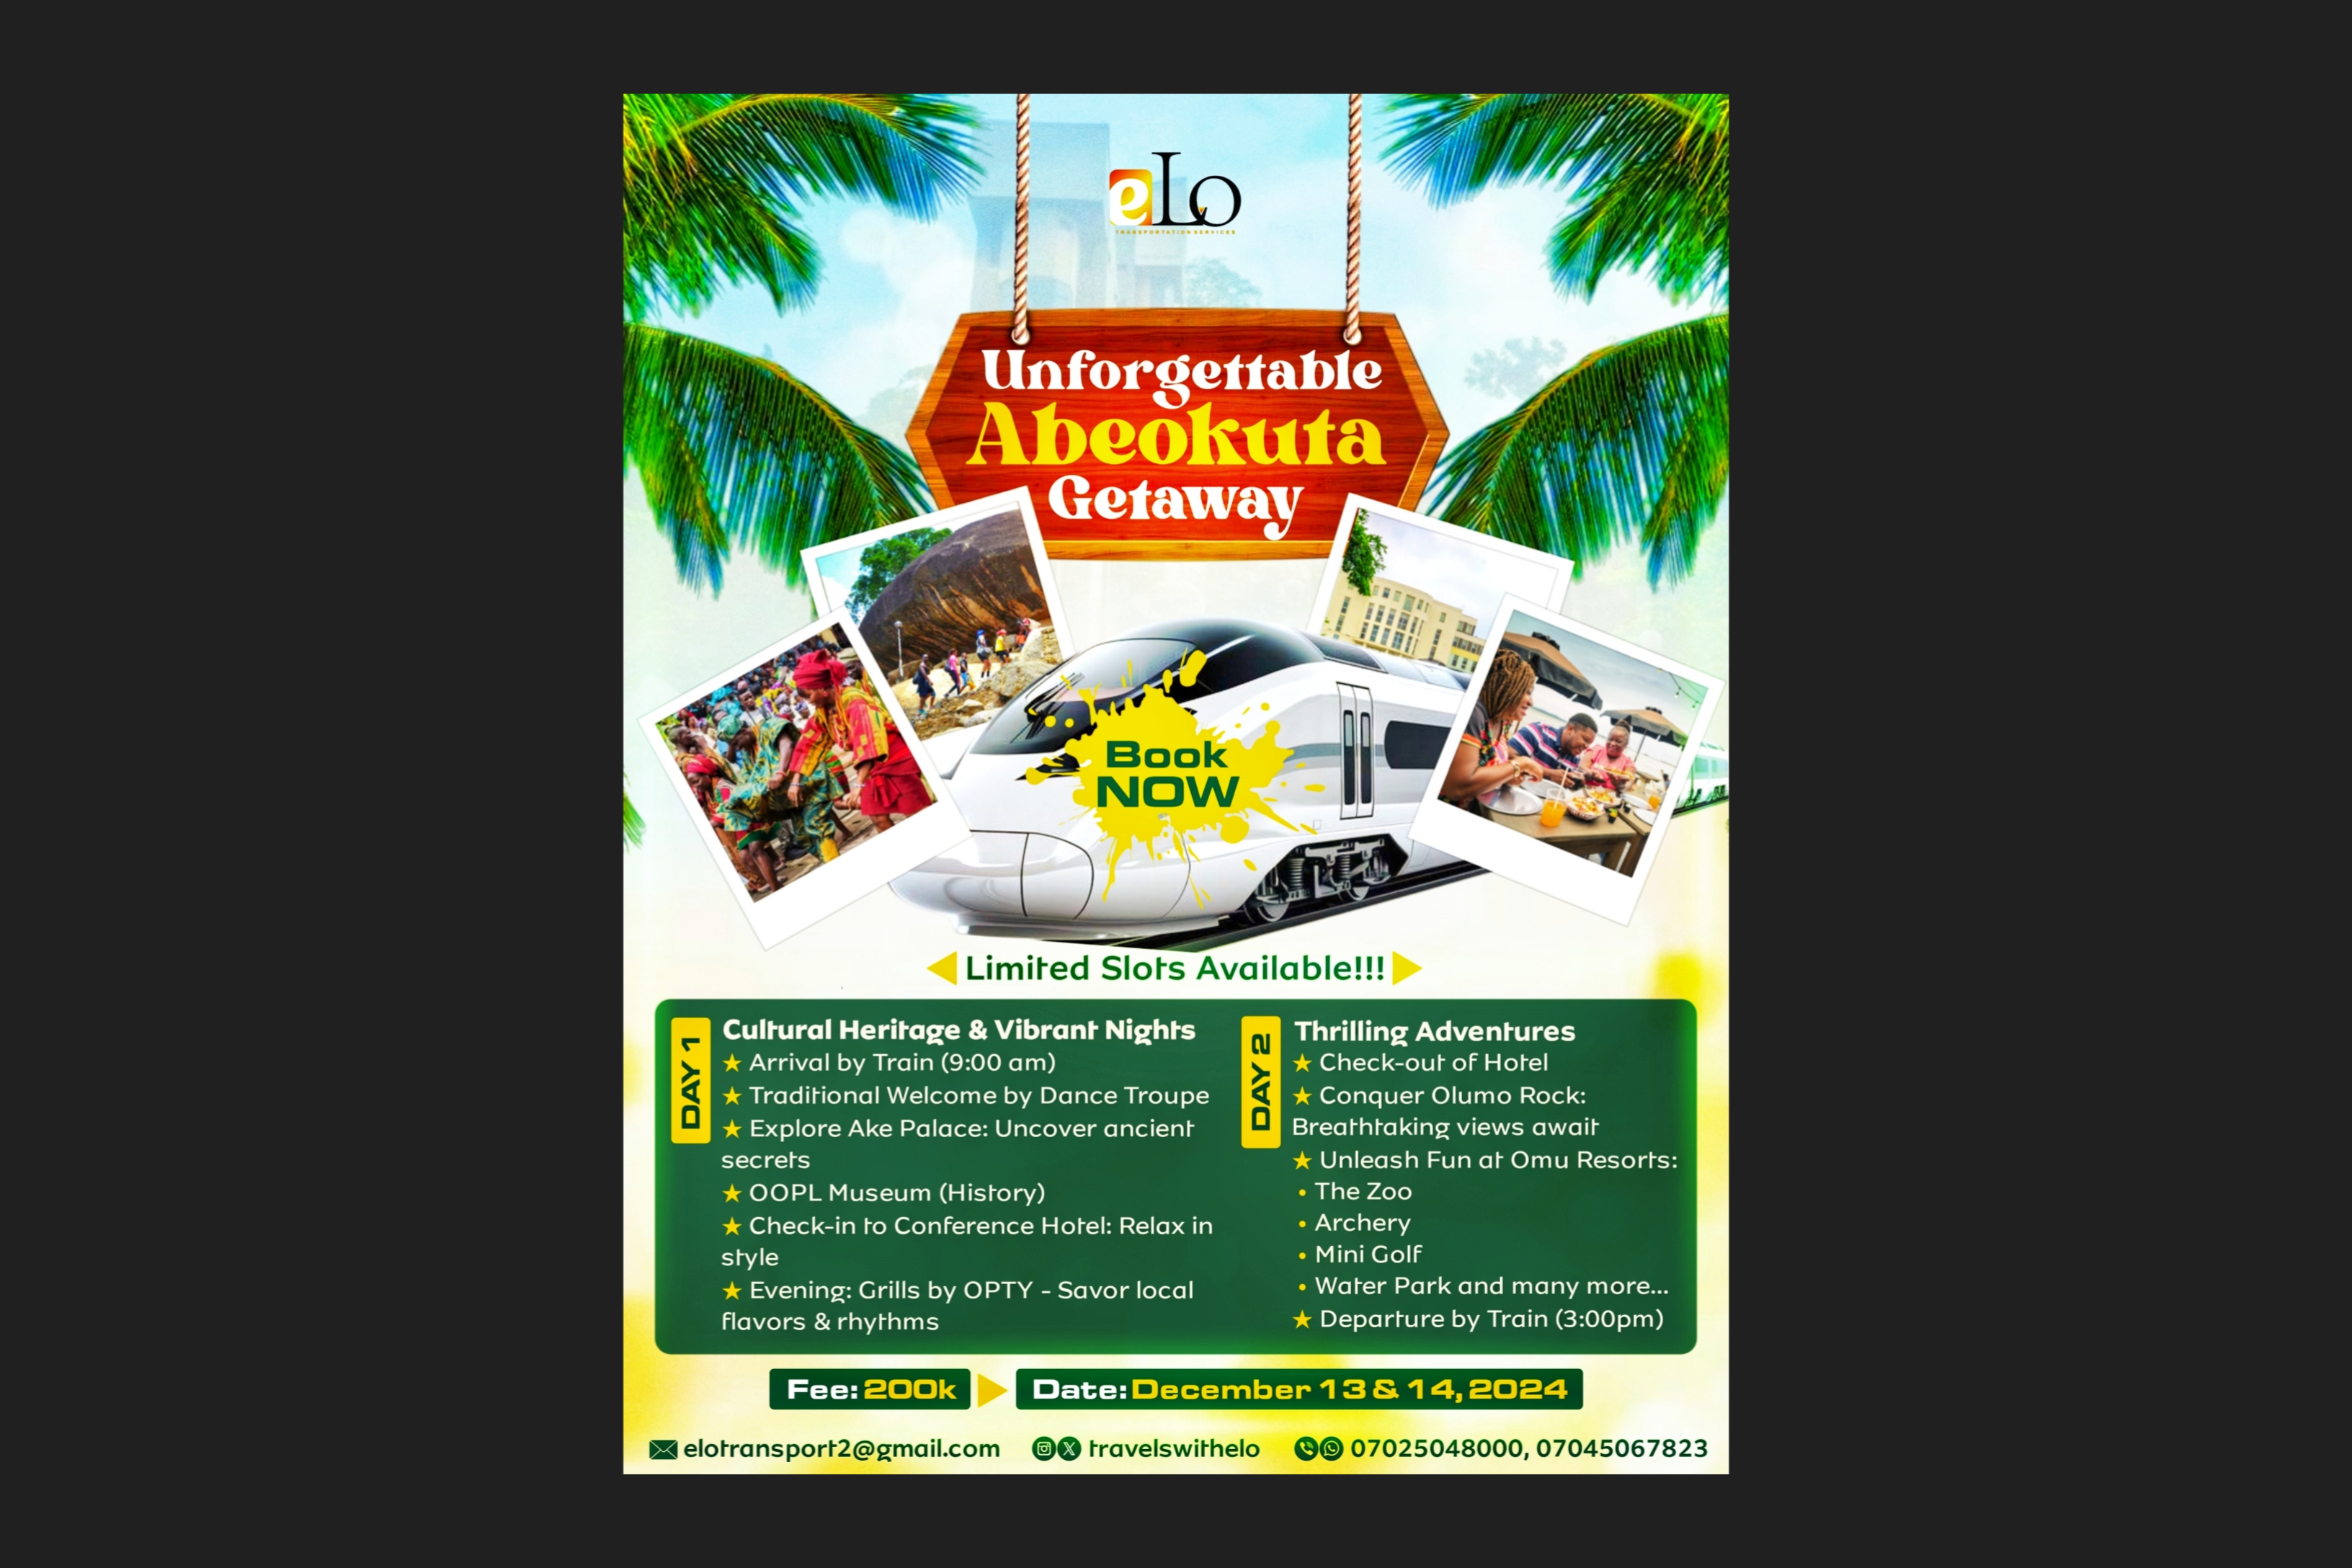 eLo
TRANSPORTATION SERVICES
Unforgettable
Abeokuta
Getaway
Book
NOW
Limited Slots Available!!!
DAY 1
Cultural Heritage & Vibrant Nights
★ Arrival by Train (9:00 am)
★ Traditional Welcome by Dance Troupe
★ Explore Ake Palace: Uncover ancient
secrets
★ OOPL Museum (History)
★ Check-in to Conference Hotel: Relax in
style
★ Evening: Grills by OPTY - Savor local
flavors & rhythms
DAY 2
Thrilling Adventures
★ Check-out of Hotel
★ Conquer Olumo Rock:
Breathtaking views await
★ Unleash Fun at Omu Resorts:
• The Zoo
• Archery
• Mini Golf
• Water Park and many more...
★ Departure by Train (3:00pm)
Fee: 200k
Date: December 13 & 14, 2024
elotransport2@gmail.com
travelswithelo
07025048000, 07045067823